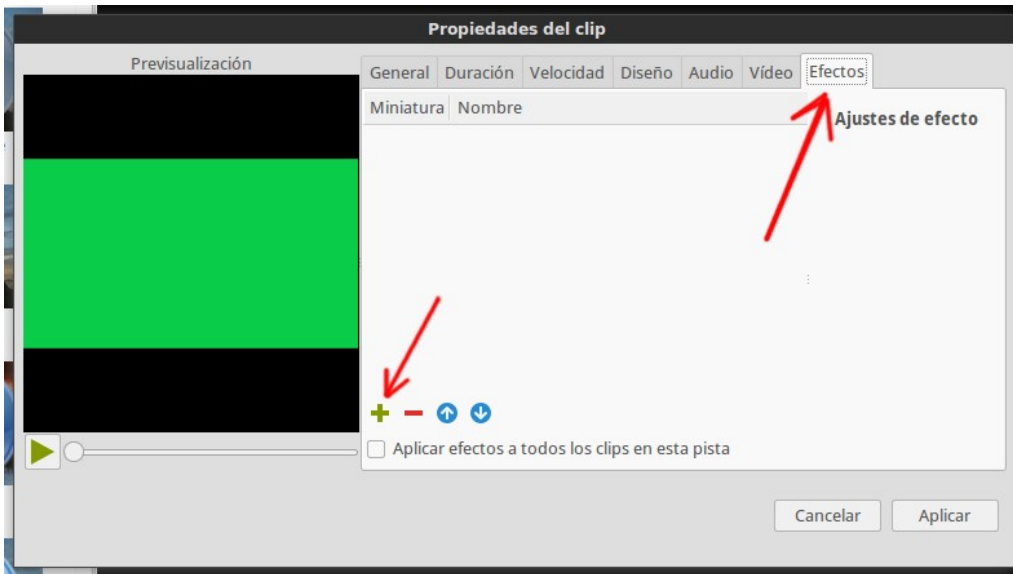 Propiedades del clip
Previsualización
General Duración Velocidad Diseño Audio Vídeo Efectos
Miniatura Nombre
Ajustes de efecto
Aplicar efectos a todos los clips en esta pista
Cancelar Aplicar